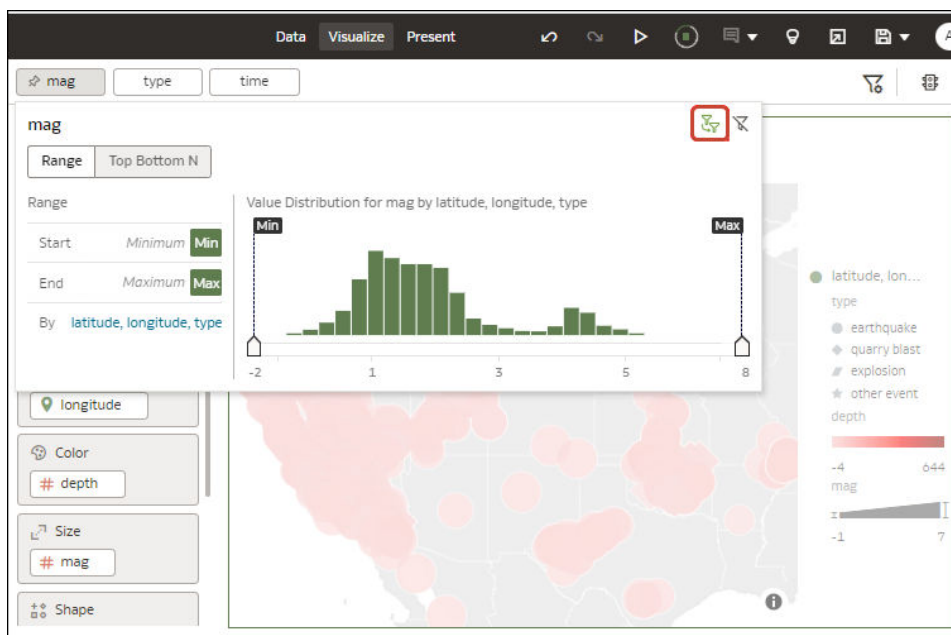 Data Visualize Present A
mag type time
mag
Range Top Bottom N
Range
Value Distribution for mag by latitude, longitude, type
Min Max
Start Minimum Min
End Maximum Max
By latitude, longitude, type
-2 1 3 5 8
latitude, lon...
type
earthquake
quarry blast
explosion
other event
depth
-4 644
mag
-1 7
longitude
Color
# depth
Size
# mag
Shape
i